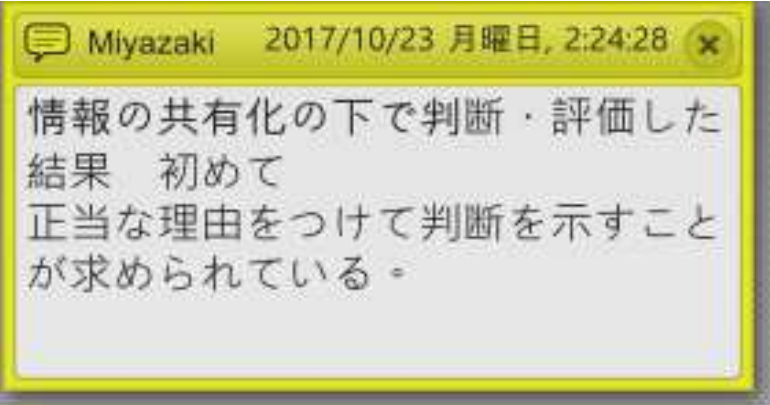 Miyazaki 2017/10/23 月曜日, 2:24:28
情報の共有化の下で判断・評価した
結果　初めて
正当な理由をつけて判断を示すこと
が求められている。